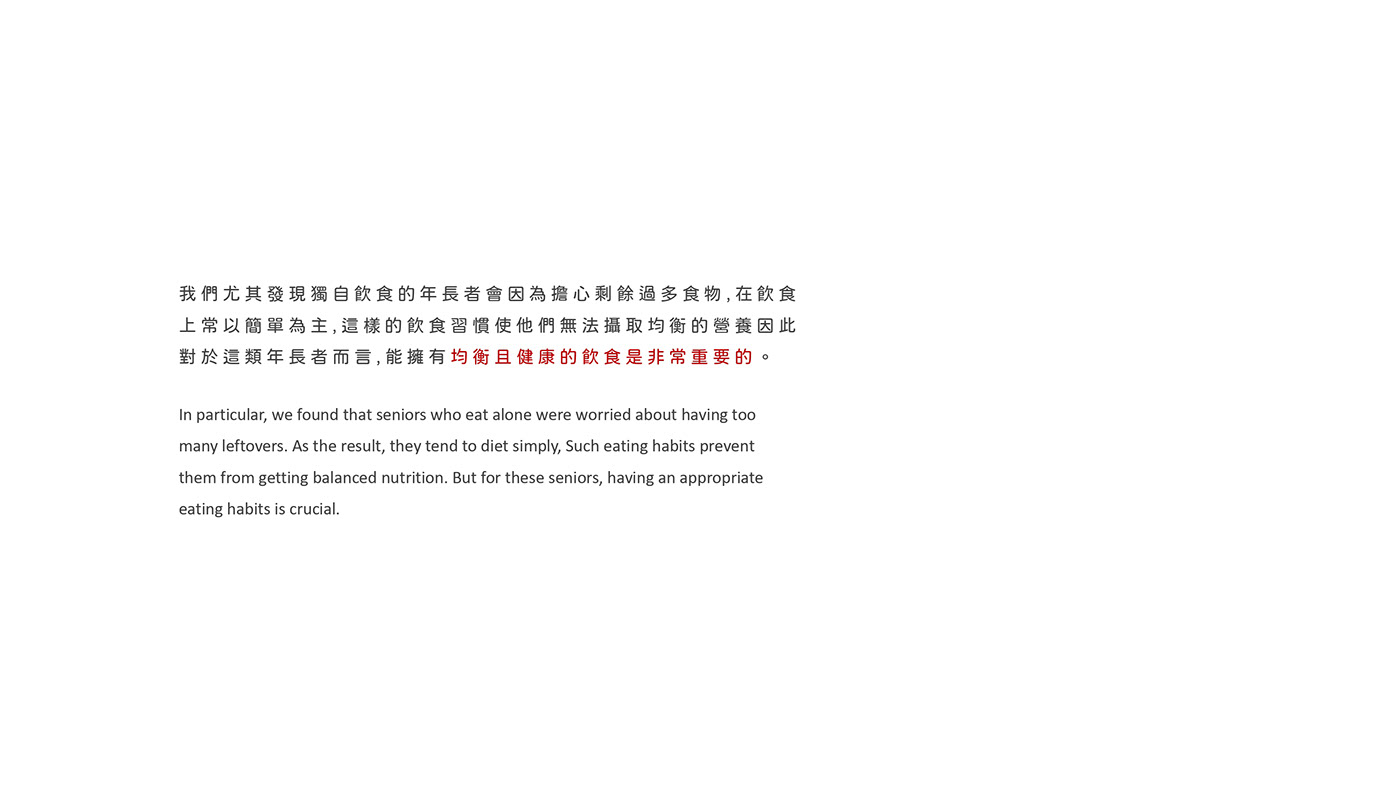 我們尤其發現獨自飲食的年長者會因為擔心剩餘過多食物,在飲食
上常以簡單為主,這樣的飲食習慣使他們無法攝取均衡的營養因此
對於這類年長者而言,能擁有均衡且健康的飲食是非常重要的。
In particular, we found that seniors who eat alone were worried about having too
many leftovers. As the result, they tend to diet simply, Such eating habits prevent
them from getting balanced nutrition. But for these seniors, having an appropriate
eating habits is crucial.